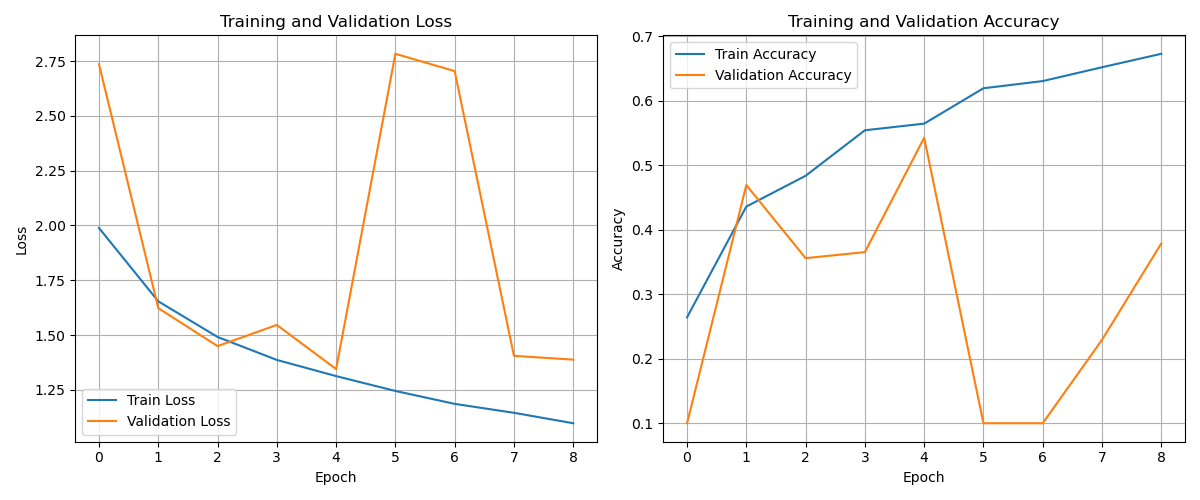 Training and Validation Loss
Loss
2.75
2.50
2.25
2.00
1.75
1.50
1.25
Train Loss
Validation Loss
0 1 2 3 4 5 6 7 8
Epoch
Training and Validation Accuracy
Accuracy
0.7
0.6
0.5
0.4
0.3
0.2
0.1
Train Accuracy
Validation Accuracy
0 1 2 3 4 5 6 7 8
Epoch